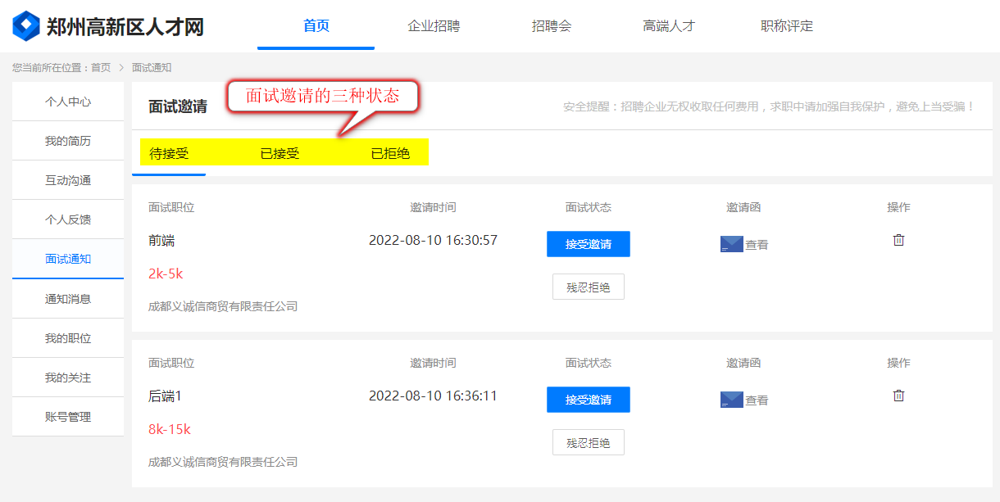 郑州高新区人才网
首页 企业招聘 招聘会 高端人才 职称评定
您当前所在位置：首页 > 面试通知
个人中心
我的简历
互动沟通
个人反馈
面试通知
通知消息
我的职位
我的关注
账号管理
面试邀请的三种状态
面试邀请 安全提醒：招聘企业无权收取任何费用，求职中请加强自我保护，避免上当受骗！
待接受 已接受 已拒绝
面试职位 邀请时间 面试状态 邀请函 操作
前端 2022-08-10 16:30:57 接受邀请 查看
2k-5k
残忍拒绝
成都义诚信商贸有限责任公司
面试职位 邀请时间 面试状态 邀请函 操作
后端1 2022-08-10 16:36:11 接受邀请 查看
8k-15k
残忍拒绝
成都义诚信商贸有限责任公司